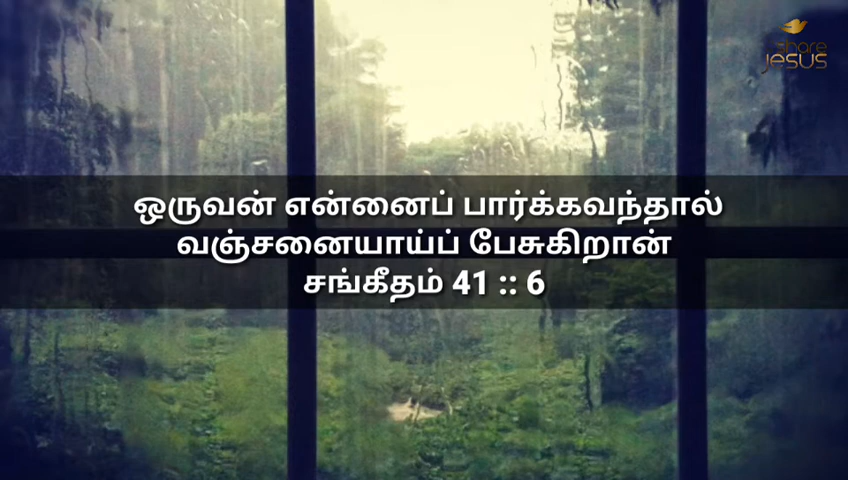 share
jesus
ஒருவன் என்னைப் பார்க்கவந்தால்
வஞ்சனையாய்ப் பேசுகிறான்
சங்கீதம் 41 :: 6